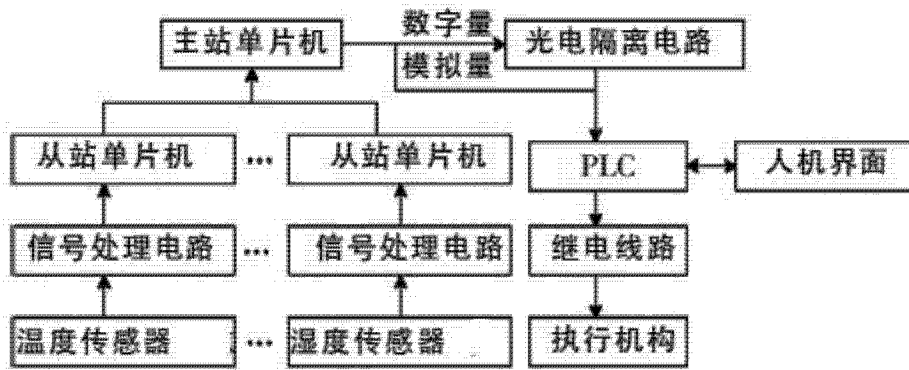 主站单片机
数字量
模拟量
光电隔离电路
从站单片机 ... 从站单片机
PLC
人机界面
信号处理电路 ... 信号处理电路
继电线路
温度传感器 ... 湿度传感器
执行机构